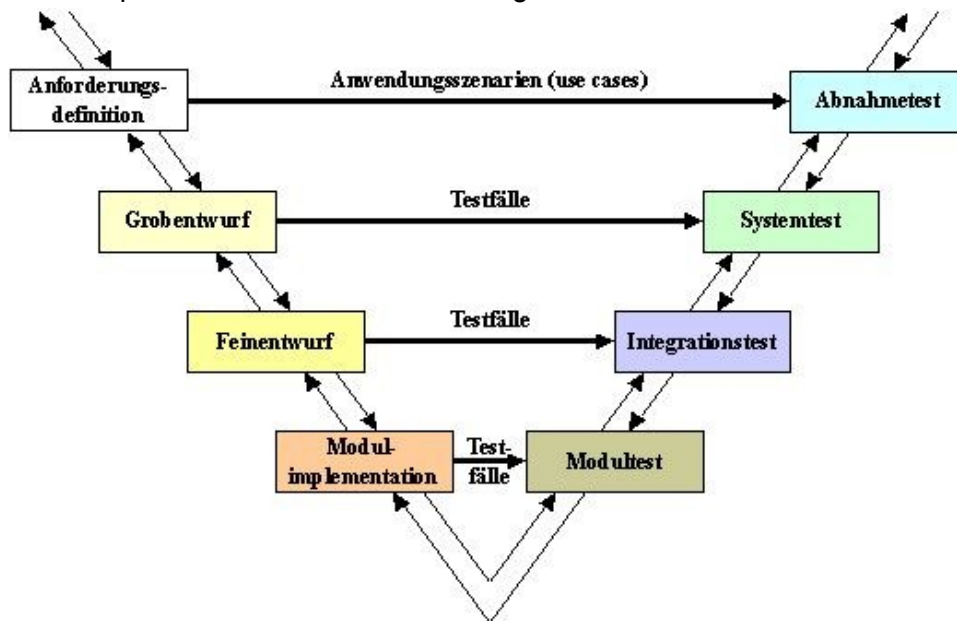 Anwendungsszenarien (use cases)
Anforderungs-
definition
Abnahmetest
Testfälle
Grobentwurf
Systemtest
Testfälle
Feinentwurf
Integrationstest
Modul-
implementation
Test-
fälle
Modultest